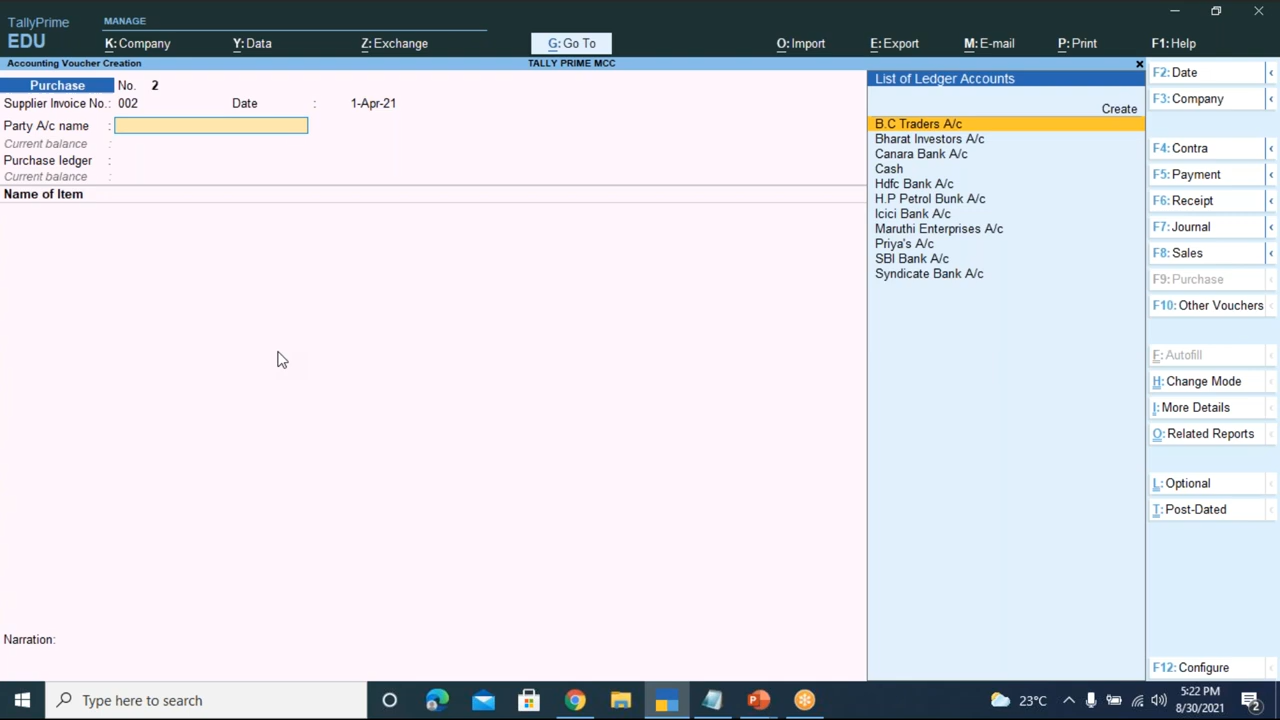 TallyPrime
EDU
MANAGE
K: Company
Y: Data
Z: Exchange
G: Go To
O: Import
E: Export
M: E-mail
P: Print
F1: Help
Accounting Voucher Creation
TALLY PRIME MCC
Purchase No. 2
Supplier Invoice No.: 002 Date : 1-Apr-21
Party A/c name :
Current balance :
Purchase ledger :
Current balance :
Name of Item
Narration:
List of Ledger Accounts
Create
B.C Traders A/c
Bharat Investors A/c
Canara Bank A/c
Cash
Hdfc Bank A/c
H.P Petrol Bunk A/c
Icici Bank A/c
Maruthi Enterprises A/c
Priya's A/c
SBI Bank A/c
Syndicate Bank A/c
F2: Date
F3: Company
F4: Contra
F5: Payment
F6: Receipt
F7: Journal
F8: Sales
F9: Purchase
F10: Other Vouchers
F: Autofill
H: Change Mode
I: More Details
O: Related Reports
L: Optional
T: Post-Dated
F12: Configure
Type here to search
23°C
5:22 PM
8/30/2021
2